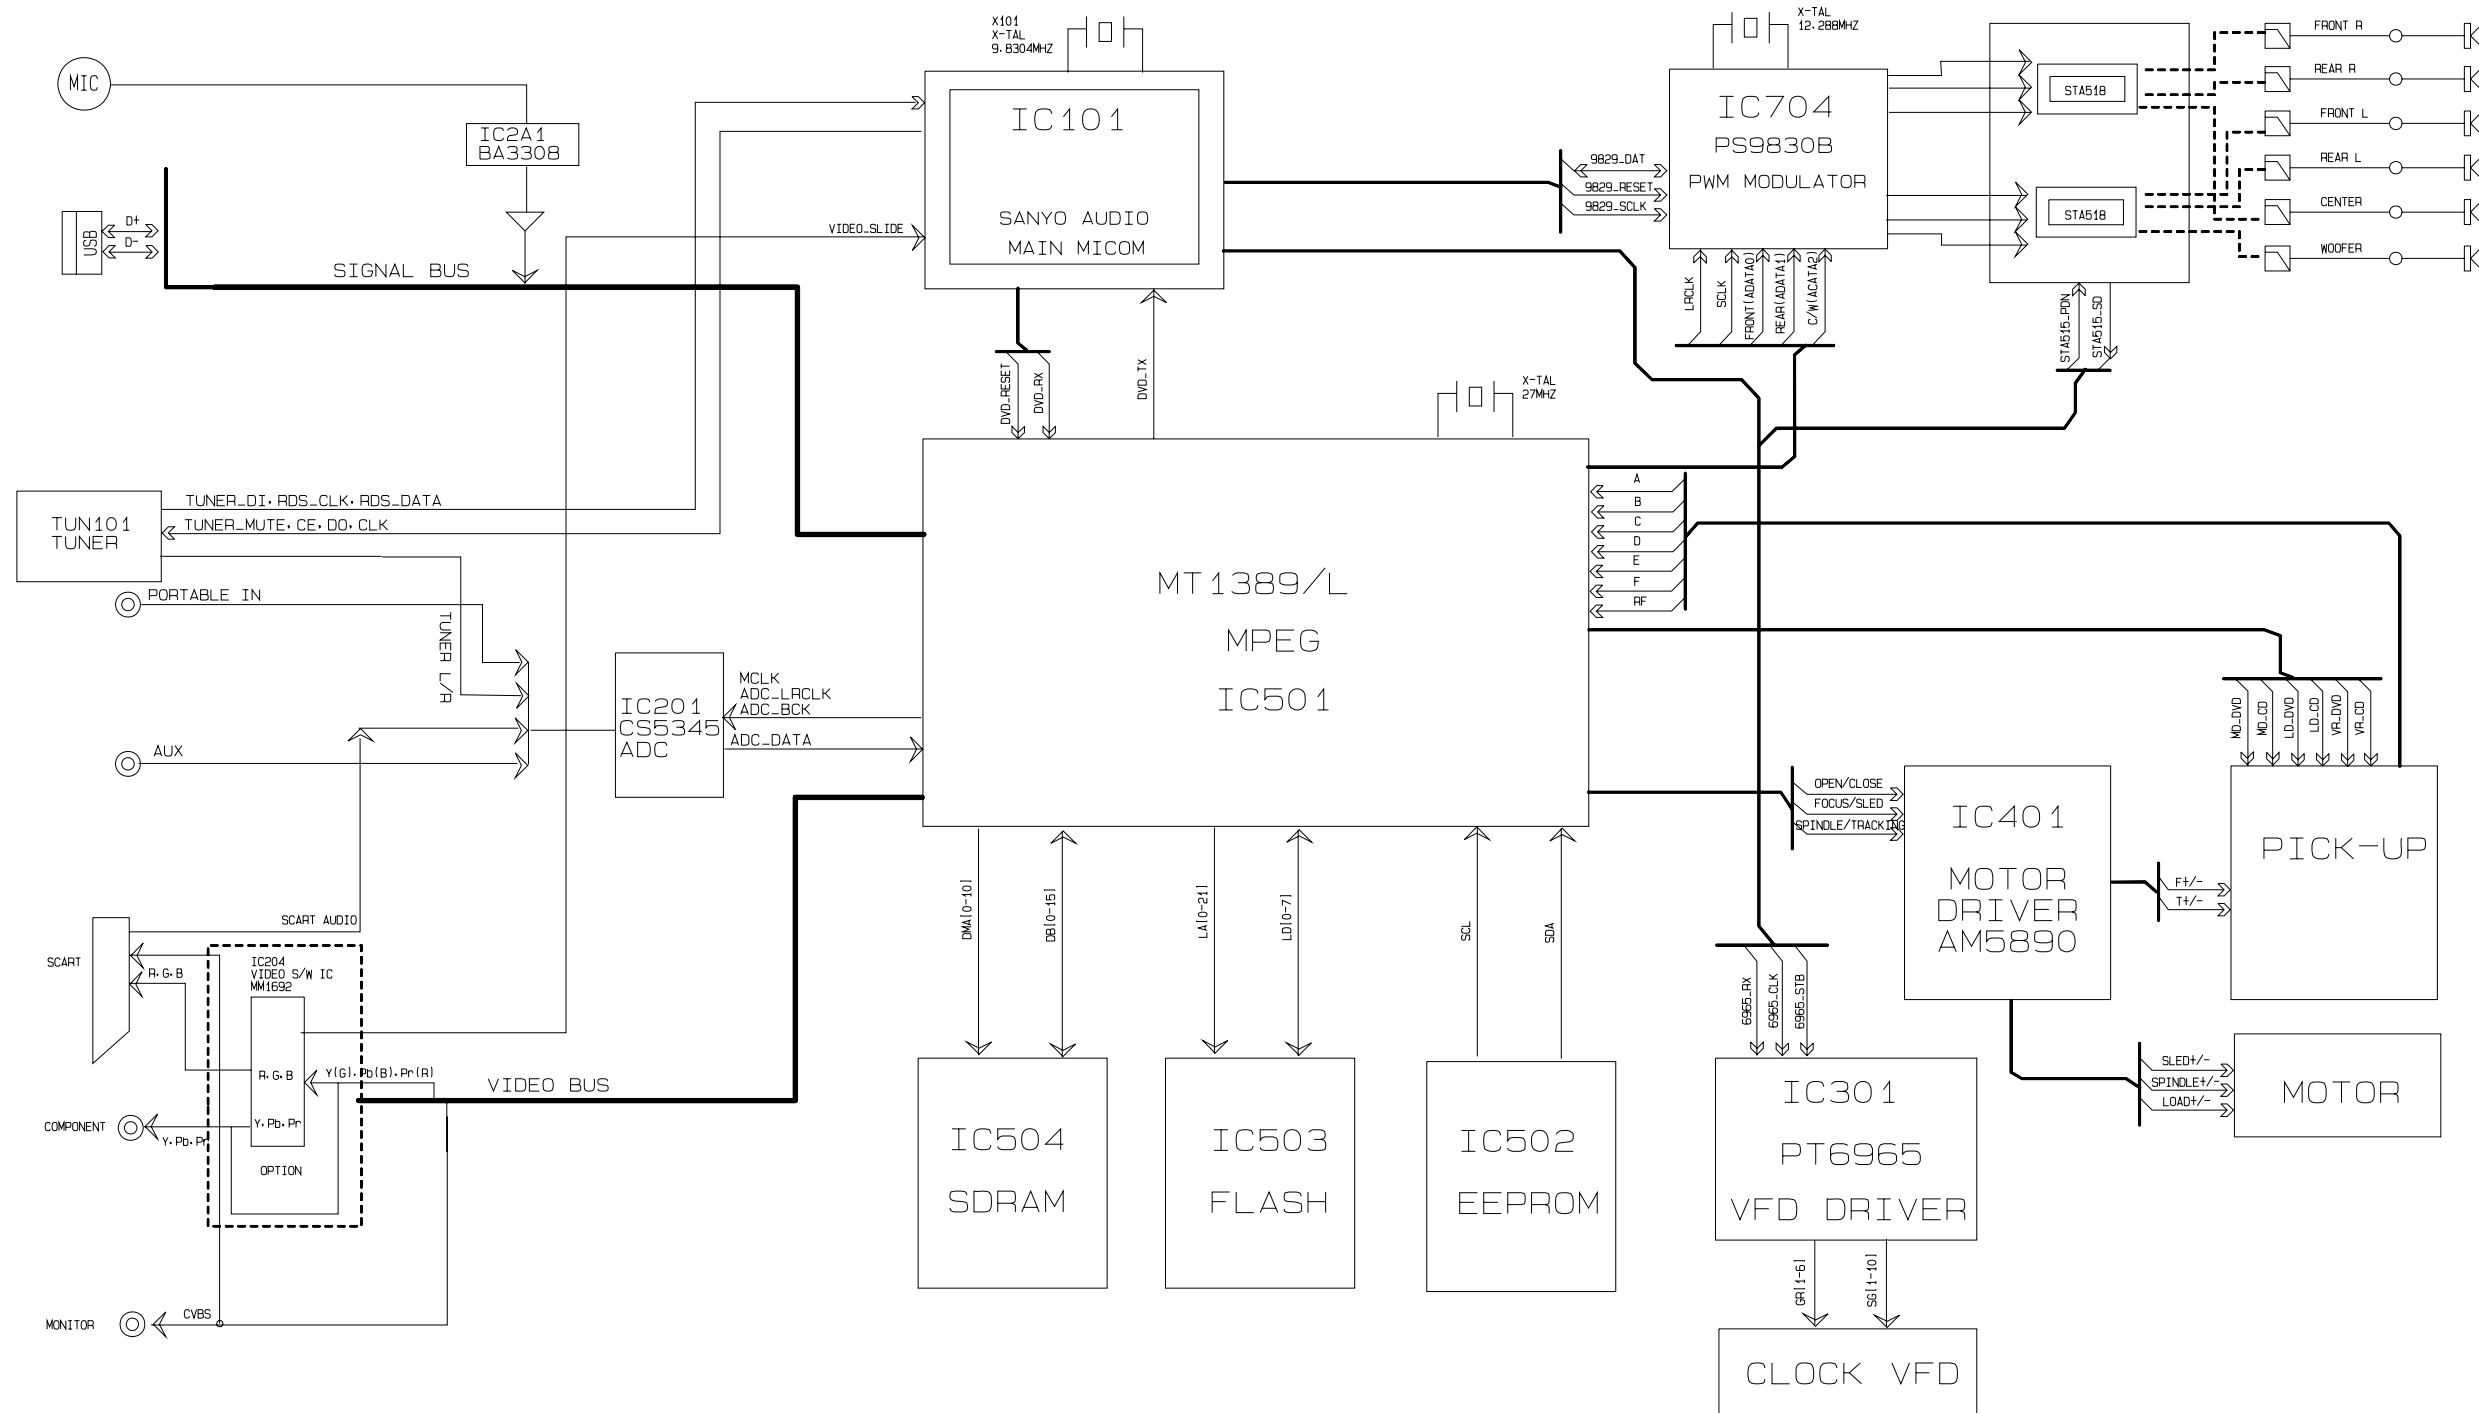 X101
X-TAL
9.8304MHZ
X-TAL
12.288MHZ
MIC
IC2A1
BA3308
IC101
SANYO AUDIO
MAIN MICOM
IC704
PS9830B
PWM MODULATOR
9829_DAT
9829_RESET
9829_SCLK
STA518
STA518
FRONT R
REAR R
FRONT L
REAR L
CENTER
WOOFER
USB
D+
D-
SIGNAL BUS
VIDEO_SLIDE
LRCLK
SCLK
FRONT(ADATA0)
REAR(ADATA1)
C/W(ACATA2)
STA515_PDN
STA515_SD
DVD_RESET
DVD_RX
DVD_TX
X-TAL
27MHZ
TUN101
TUNER
TUNER_DI, RDS_CLK, RDS_DATA
TUNER_MUTE, CE, DO, CLK
PORTABLE IN
TUNER L/R
AUX
IC201
CS5345
ADC
MCLK
ADC_LRCLK
ADC_BCK
ADC_DATA
MT1389/L
MPEG
IC501
A
B
C
D
E
F
RF
MD_DVD
MD_CD
LD_DVD
LD_CD
VR_DVD
VR_CD
OPEN/CLOSE
FOCUS/SLED
SPINDLE/TRACKING
IC401
MOTOR
DRIVER
AM5890
PICK-UP
F+/-
T+/-
SCART AUDIO
SCART
R.G.B
IC204
VIDEO S/W IC
MM1692
R.G.B
Y(G).Pb(B).Pr(R)
Y.Pb.Pr
OPTION
COMPONENT
Y.Pb.Pr
VIDEO BUS
MONITOR
CVBS
DMA[0-10]
DB[0-15]
LA[0-21]
LD[0-7]
SCL
SDA
6965_RX
6965_CLK
6965_STB
IC504
SDRAM
IC503
FLASH
IC502
EEPROM
IC301
PT6965
VFD DRIVER
SLED+/-
SPINDLE+/-
LOAD+/-
MOTOR
GR[1-6]
SG[1-10]
CLOCK VFD